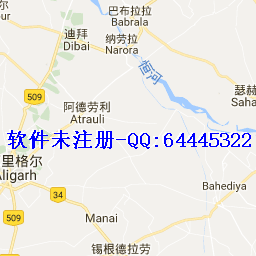 巴布拉拉
Babrala
迪拜
Dibai
纳劳拉
Narora
恒河
509
瑟赫
Saha
阿德劳利
Atrauli
软件未注册-QQ:64445322
里格尔
Aligarh
34
Bahediya
509
Manai
锡根德拉劳